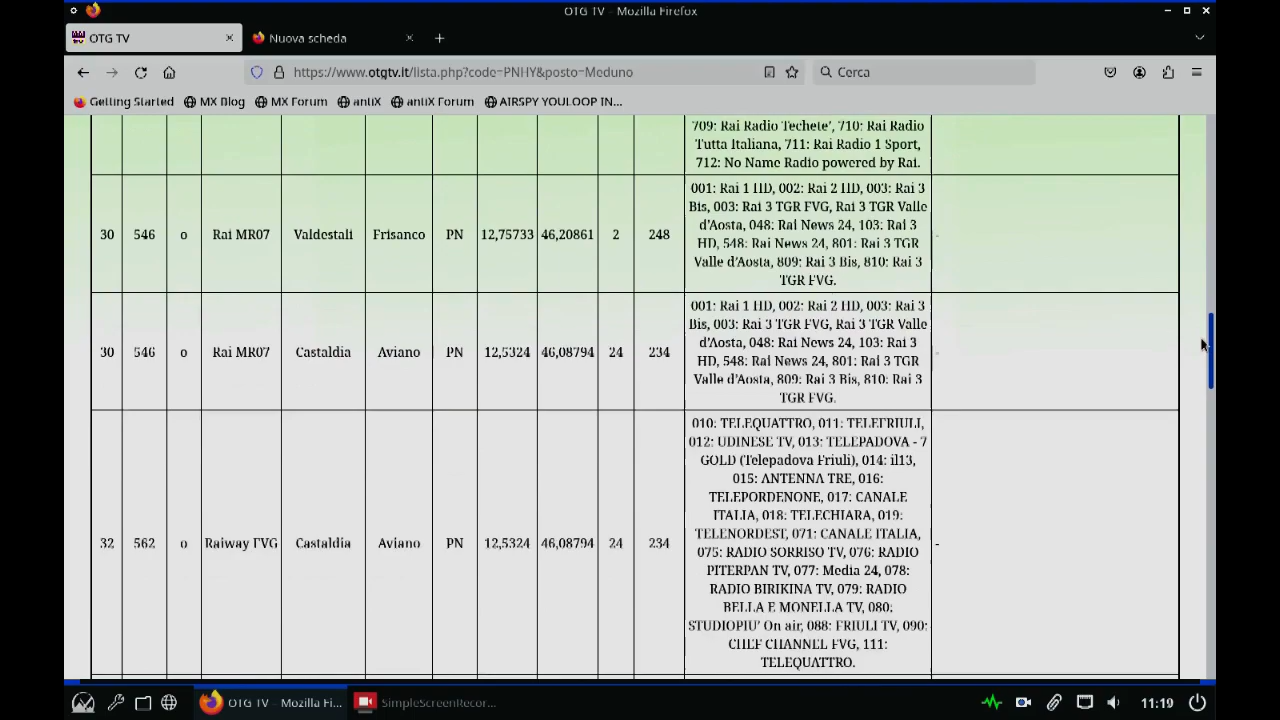 OTG TV - Mozilla Firefox
OTG TV
Nuova scheda
https://www.otgtv.it/lista.php?code=PNHY&posto=Meduno
Cerca
Getting Started MX Blog MX Forum antiX antiX Forum AIRSPY YOULOOP IN...
709: Rai Radio Techete', 710: Rai Radio
Tutta Italiana, 711: Rai Radio 1 Sport,
712: No Name Radio powered by Rai.
30 546 o Rai MR07 Valdestali Frisanco PN 12,75733 46,20861 2 248
001: Rai 1 HD, 002: Rai 2 HD, 003: Rai 3
Bis, 003: Rai 3 TGR FVG, Rai 3 TGR Valle
d'Aosta, 048: Rai News 24, 103: Rai 3
HD, 548: Rai News 24, 801: Rai 3 TGR
Valle d'Aosta, 809: Rai 3 Bis, 810: Rai 3
TGR FVG.
-
30 546 o Rai MR07 Castaldia Aviano PN 12,5324 46,08794 24 234
001: Rai 1 HD, 002: Rai 2 HD, 003: Rai 3
Bis, 003: Rai 3 TGR FVG, Rai 3 TGR Valle
d'Aosta, 048: Rai News 24, 103: Rai 3
HD, 548: Rai News 24, 801: Rai 3 TGR
Valle d'Aosta, 809: Rai 3 Bis, 810: Rai 3
TGR FVG.
-
32 562 o Raiway FVG Castaldia Aviano PN 12,5324 46,08794 24 234
010: TELEQUATTRO, 011: TELEFRIULI,
012: UDINESE TV, 013: TELEPADOVA - 7
GOLD (Telepadova Friuli), 014: il13,
015: ANTENNA TRE, 016:
TELEPORDENONE, 017: CANALE
ITALIA, 018: TELECHIARA, 019:
TELENORDEST, 071: CANALE ITALIA,
075: RADIO SORRISO TV, 076: RADIO
PITERPAN TV, 077: Media 24, 078:
RADIO BIRIKINA TV, 079: RADIO
BELLA E MONELLA TV, 080:
STUDIOPIU' On air, 088: FRIULI TV, 090:
CHEF CHANNEL FVG, 111:
TELEQUATTRO.
-
OTG TV - Mozilla Fi...
SimpleScreenRecor...
11:19